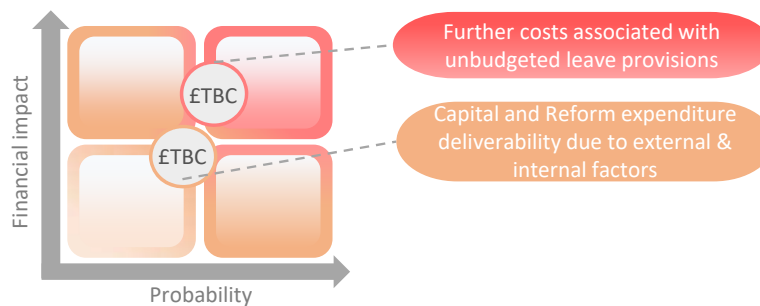 Financial impact
£TBC
£TBC
Probability
Further costs associated with
unbudgeted leave provisions
Capital and Reform expenditure
deliverability due to external &
internal factors